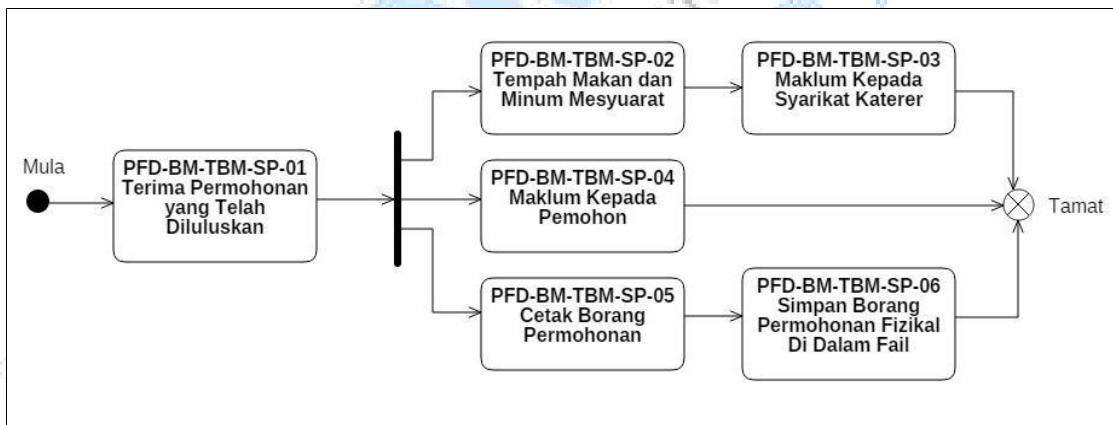 Mula
PFD-BM-TBM-SP-01
Terima Permohonan
yang Telah
Diluluskan
PFD-BM-TBM-SP-02
Tempah Makan dan
Minum Mesyuarat
PFD-BM-TBM-SP-03
Maklum Kepada
Syarikat Katerer
PFD-BM-TBM-SP-04
Maklum Kepada
Pemohon
PFD-BM-TBM-SP-05
Cetak Borang
Permohonan
PFD-BM-TBM-SP-06
Simpan Borang
Permohonan Fizikal
Di Dalam Fail
Tamat